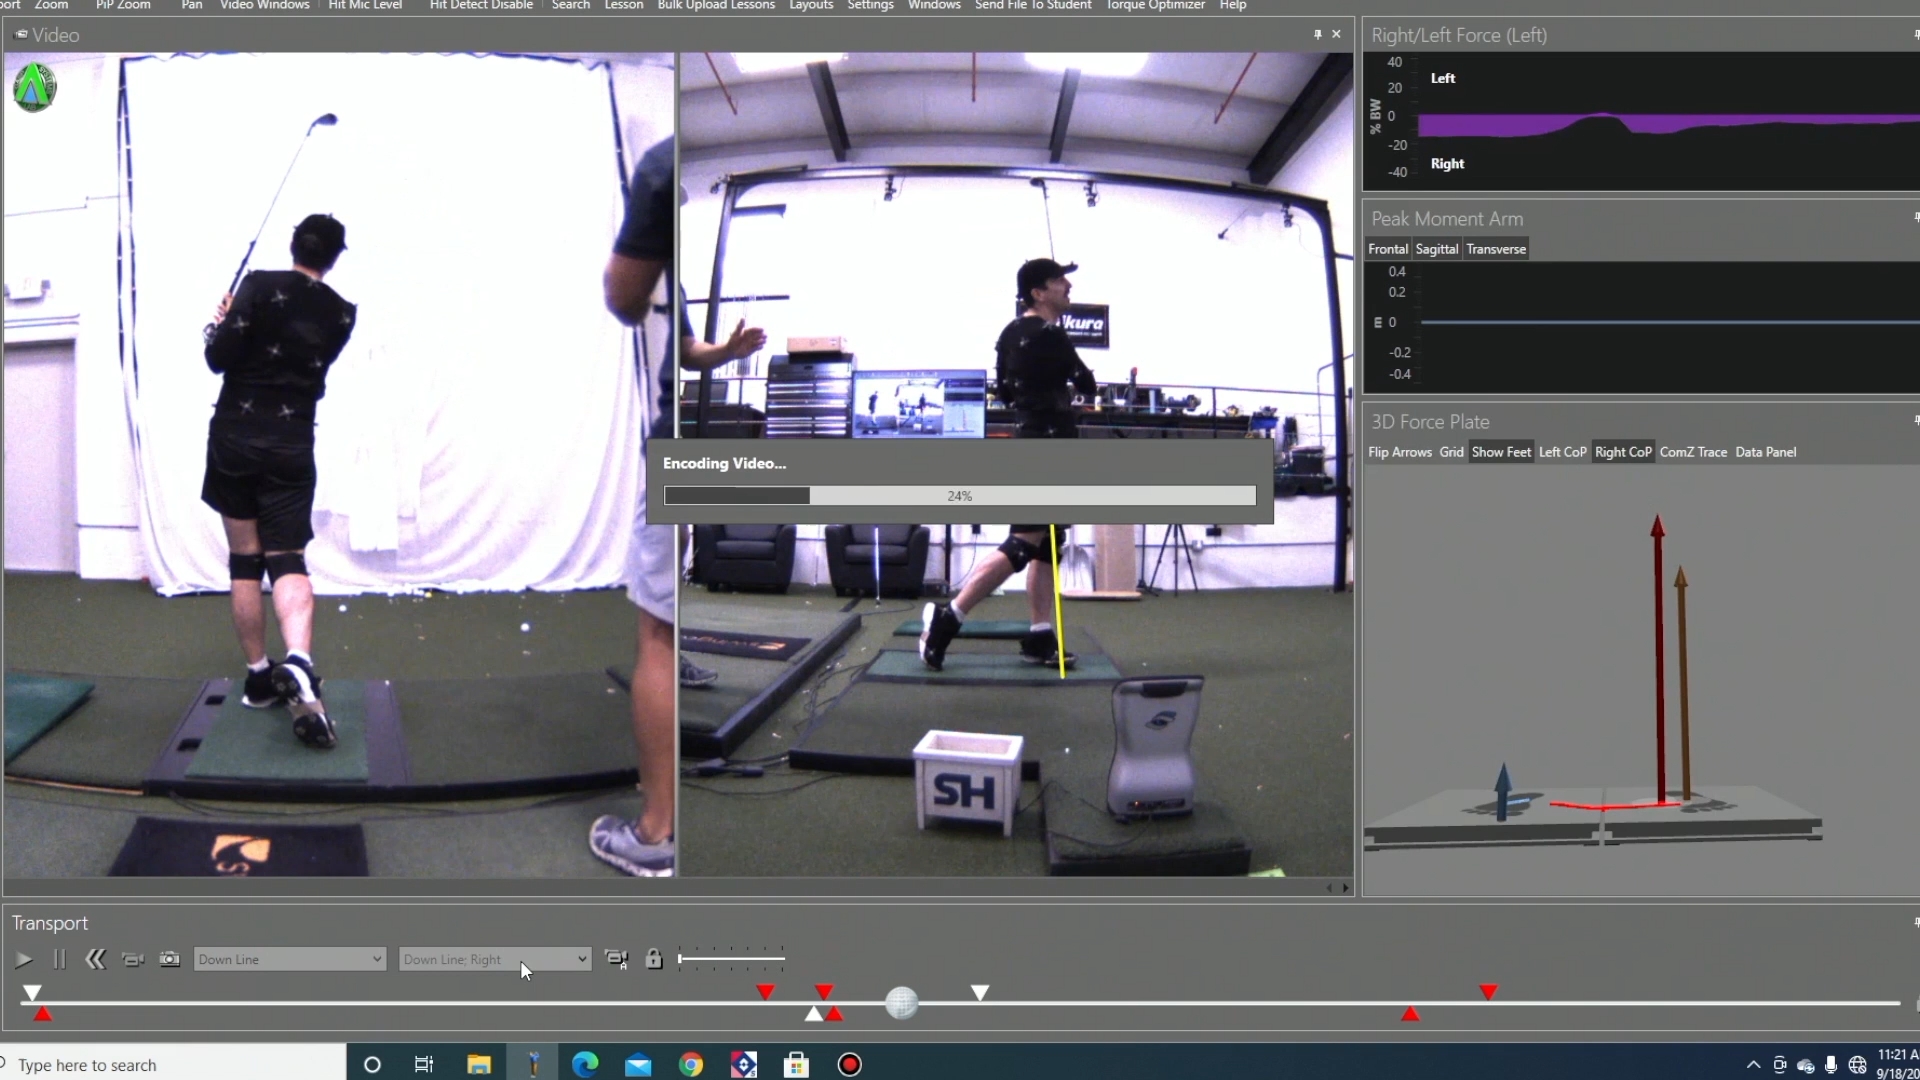 Zoom PiP Zoom Pan Video Windows Hit Mic Level Hit Detect Disable Search Lesson Bulk Upload Lessons Layouts Settings Windows Send File To Student Torque Optimizer Help
Video
Right/Left Force (Left)
40
20
0
-20
-40
% BW
Left
Right
Peak Moment Arm
Frontal Sagittal Transverse
0.4
0.2
0
-0.2
-0.4
m
3D Force Plate
Flip Arrows Grid Show Feet Left CoP Right CoP ComZ Trace Data Panel
Encoding Video...
24%
SH
Transport
Down Line
Down Line; Right
Type here to search
11:21 A
9/18/20